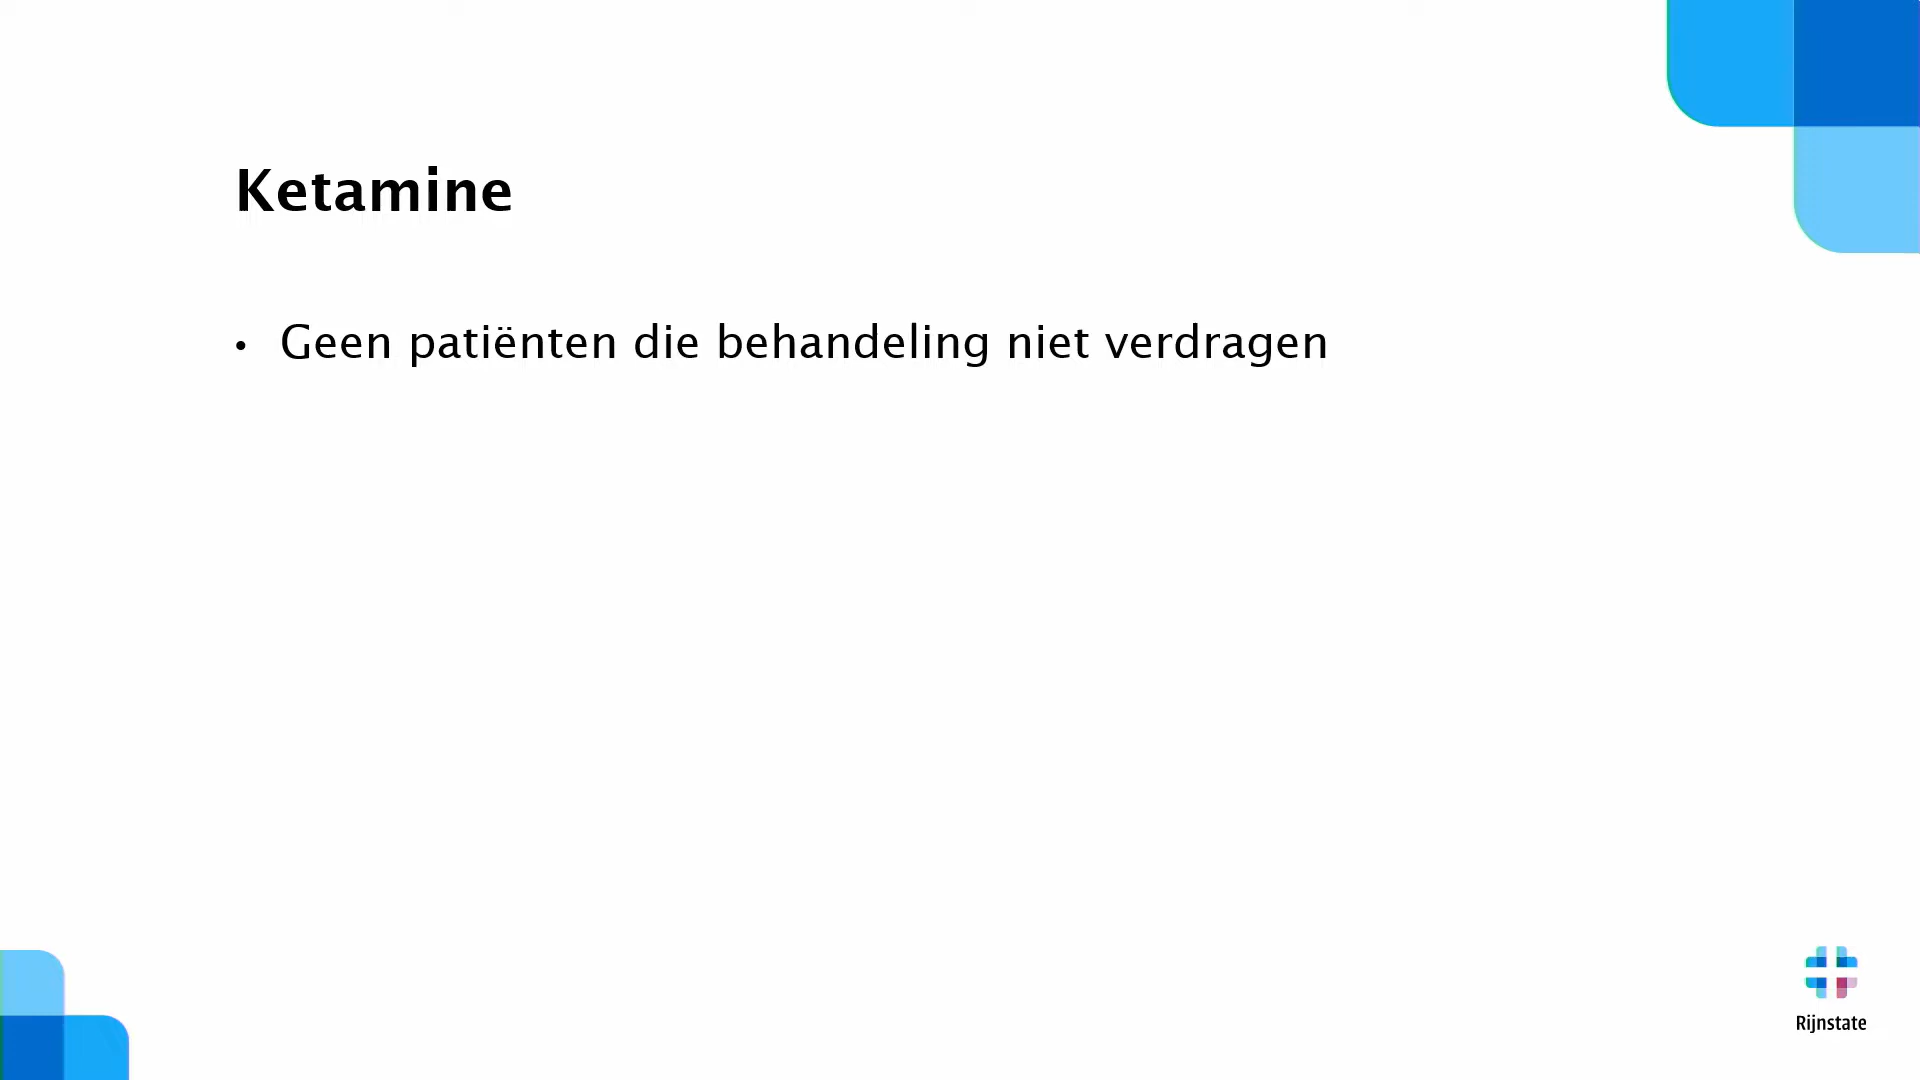 Ketamine
• Geen patiënten die behandeling niet verdragen
Rijnstate